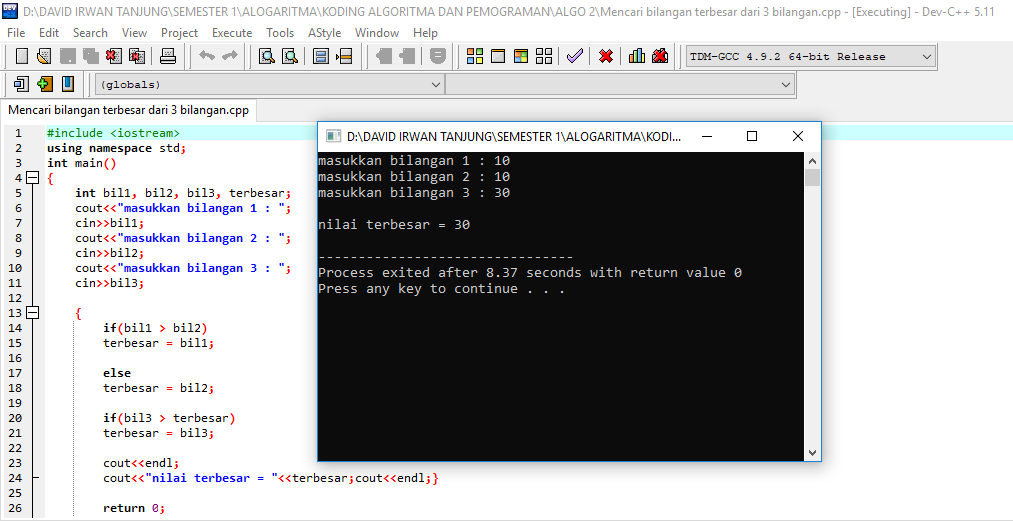 D:\DAVID IRWAN TANJUNG\SEMESTER 1\ALOGARITMA\KODING ALGORITMA DAN PEMOGRAMAN\ALGO 2\Mencari bilangan terbesar dari 3 bilangan.cpp - [Executing] - Dev-C++ 5.11
File Edit Search View Project Execute Tools AStyle Window Help
TDM-GCC 4.9.2 64-bit Release
(globals)
Mencari bilangan terbesar dari 3 bilangan.cpp
1 #include <iostream>
2 using namespace std;
3 int main()
4 {
5 int bil1, bil2, bil3, terbesar;
6 cout<<"masukkan bilangan 1 : ";
7 cin>>bil1;
8 cout<<"masukkan bilangan 2 : ";
9 cin>>bil2;
10 cout<<"masukkan bilangan 3 : ";
11 cin>>bil3;
12
13 {
14 if(bil1 > bil2)
15 terbesar = bil1;
16
17 else
18 terbesar = bil2;
19
20 if(bil3 > terbesar)
21 terbesar = bil3;
22
23 cout<<endl;
24 cout<<"nilai terbesar = "<<terbesar;cout<<endl;}
25
26 return 0;
D:\DAVID IRWAN TANJUNG\SEMESTER 1\ALOGARITMA\KODI...
masukkan bilangan 1 : 10
masukkan bilangan 2 : 10
masukkan bilangan 3 : 30
nilai terbesar = 30
--------------------------------
Process exited after 8.37 seconds with return value 0
Press any key to continue . . .